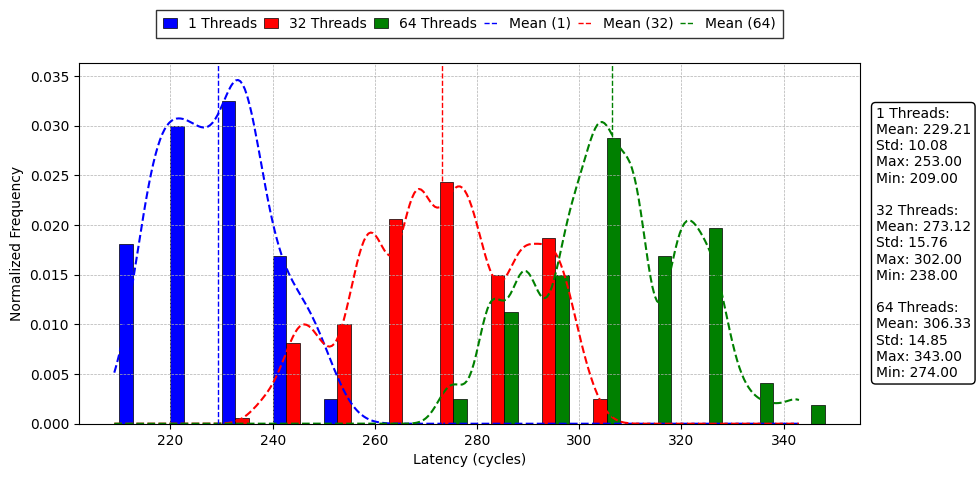 1 Threads 32 Threads 64 Threads Mean (1) Mean (32) Mean (64)
0.035
0.030
0.025
0.020
0.015
0.010
0.005
0.000
Normalized Frequency
220 240 260 280 300 320 340
Latency (cycles)
1 Threads:
Mean: 229.21
Std: 10.08
Max: 253.00
Min: 209.00
32 Threads:
Mean: 273.12
Std: 15.76
Max: 302.00
Min: 238.00
64 Threads:
Mean: 306.33
Std: 14.85
Max: 343.00
Min: 274.00